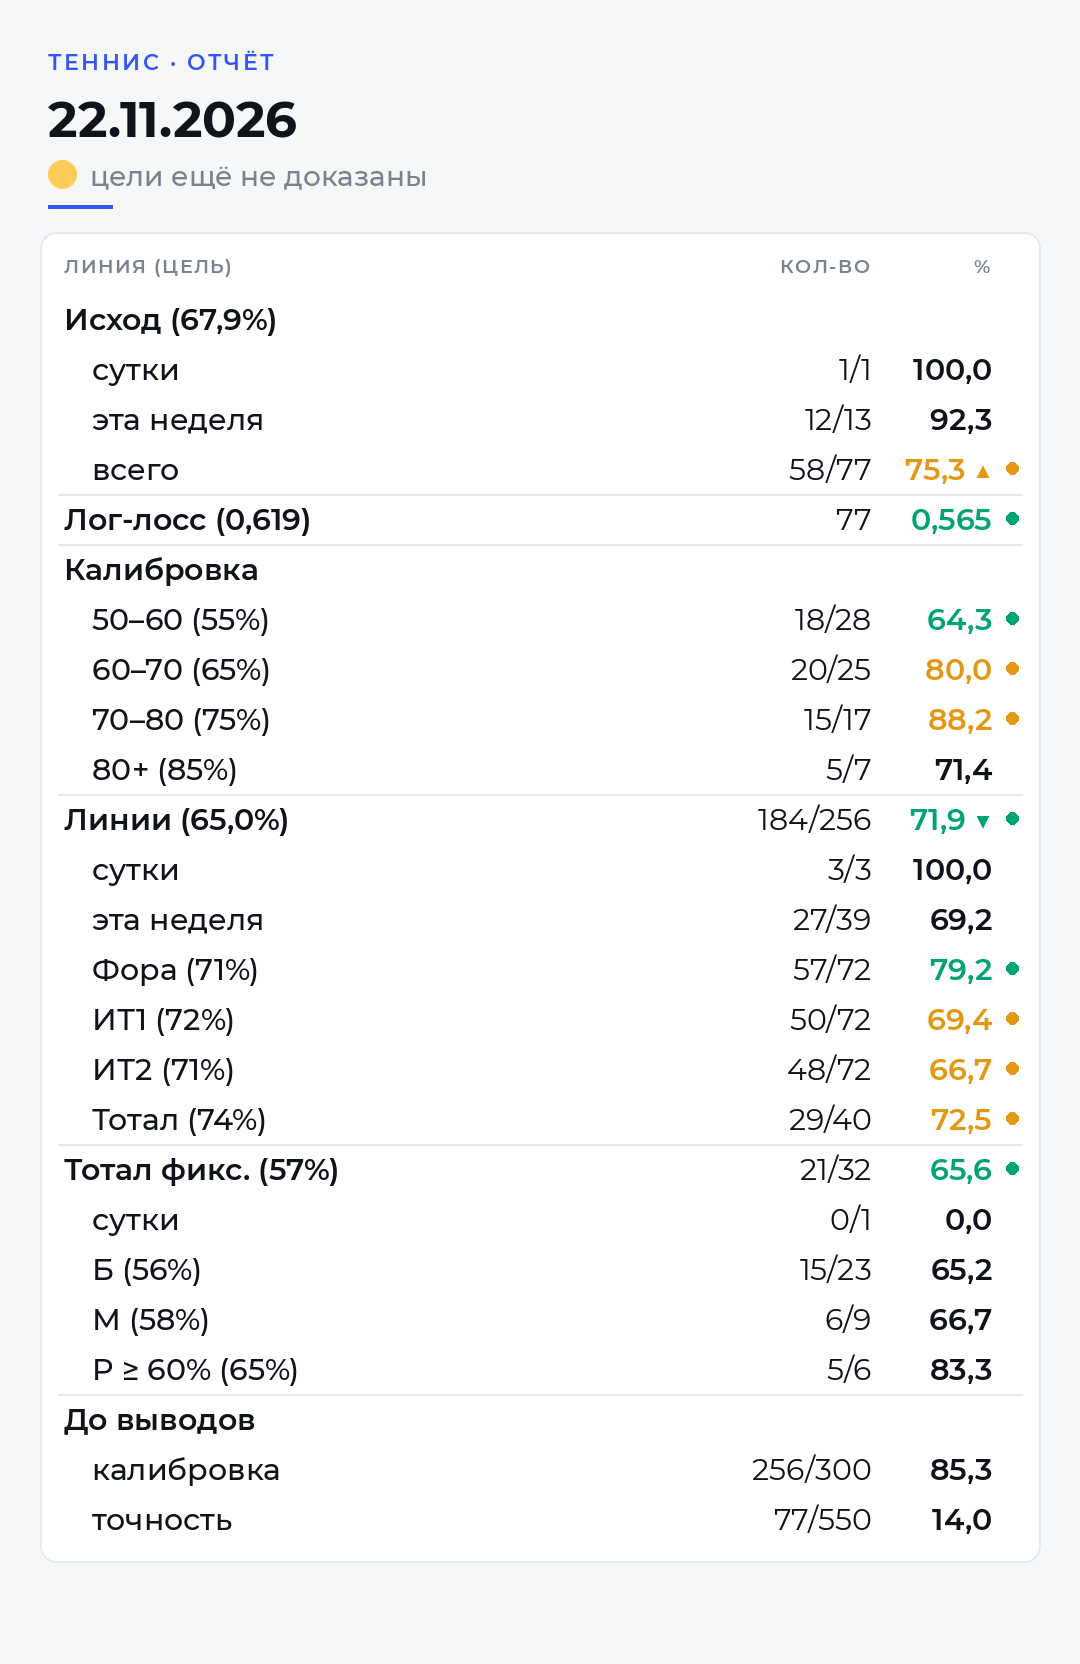 ТЕННИС · ОТЧЁТ
22.11.2026
цели ещё не доказаны
ЛИНИЯ (ЦЕЛЬ) КОЛ-ВО %
Исход (67,9%)
сутки 1/1 100,0
эта неделя 12/13 92,3
всего 58/77 75,3 ▲
Лог-лосс (0,619) 77 0,565
Калибровка
50–60 (55%) 18/28 64,3
60–70 (65%) 20/25 80,0
70–80 (75%) 15/17 88,2
80+ (85%) 5/7 71,4
Линии (65,0%) 184/256 71,9 ▼
сутки 3/3 100,0
эта неделя 27/39 69,2
Фора (71%) 57/72 79,2
ИТ1 (72%) 50/72 69,4
ИТ2 (71%) 48/72 66,7
Тотал (74%) 29/40 72,5
Тотал фикс. (57%) 21/32 65,6
сутки 0/1 0,0
Б (56%) 15/23 65,2
М (58%) 6/9 66,7
Р ≥ 60% (65%) 5/6 83,3
До выводов
калибровка 256/300 85,3
точность 77/550 14,0